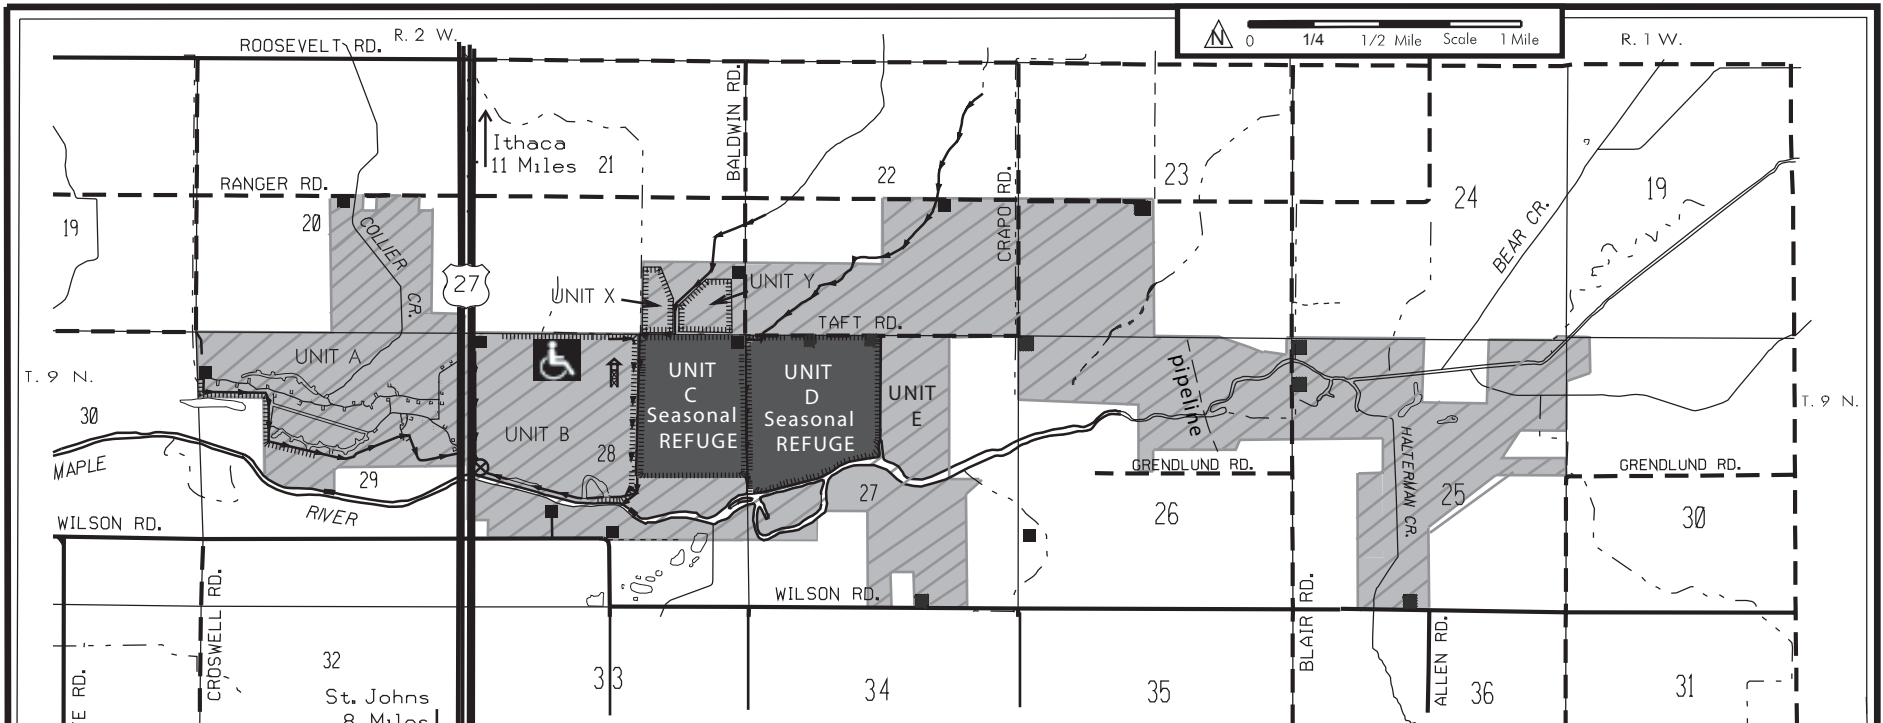 R. 2 W.
ROOSEVELT RD.
N
0 1/4 1/2 Mile Scale 1 Mile
R. 1 W.
Ithaca
11 Miles
21
BALDWIN RD.
22
23
24
19
RANGER RD.
19
20
COLLIER
CR.
CRAPO RD.
BEAR CR.
27
UNIT X
UNIT Y
TAFT RD.
UNIT A
T. 9 N.
30
UNIT
C
Seasonal
REFUGE
UNIT
D
Seasonal
REFUGE
UNIT
E
pipeline
T. 9 N.
UNIT B
28
HALTERMAN CR.
MAPLE
RIVER
29
27
GRENDLUND RD.
GRENDLUND RD.
25
26
30
WILSON RD.
WILSON RD.
CROSWELL RD.
BLAIR RD.
ALLEN RD.
32
33
34
35
36
31
St. Johns
8 Miles
RD.